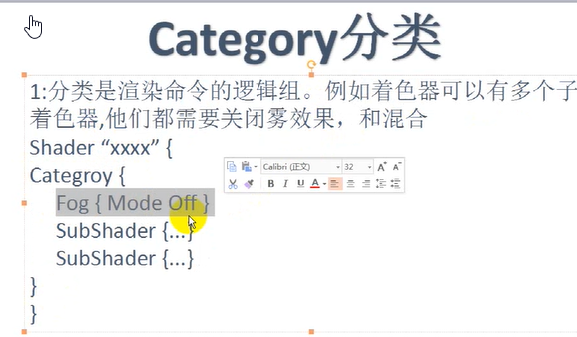 Category分类
1:分类是渲染命令的逻辑组。例如着色器可以有多个子
着色器,他们都需要关闭雾效果，和混合
Shader “xxxx” {
Categroy {
Calibri (正文) 32 A A
B I U A
Fog { Mode Off }
SubShader {...}
SubShader {...}
}
}